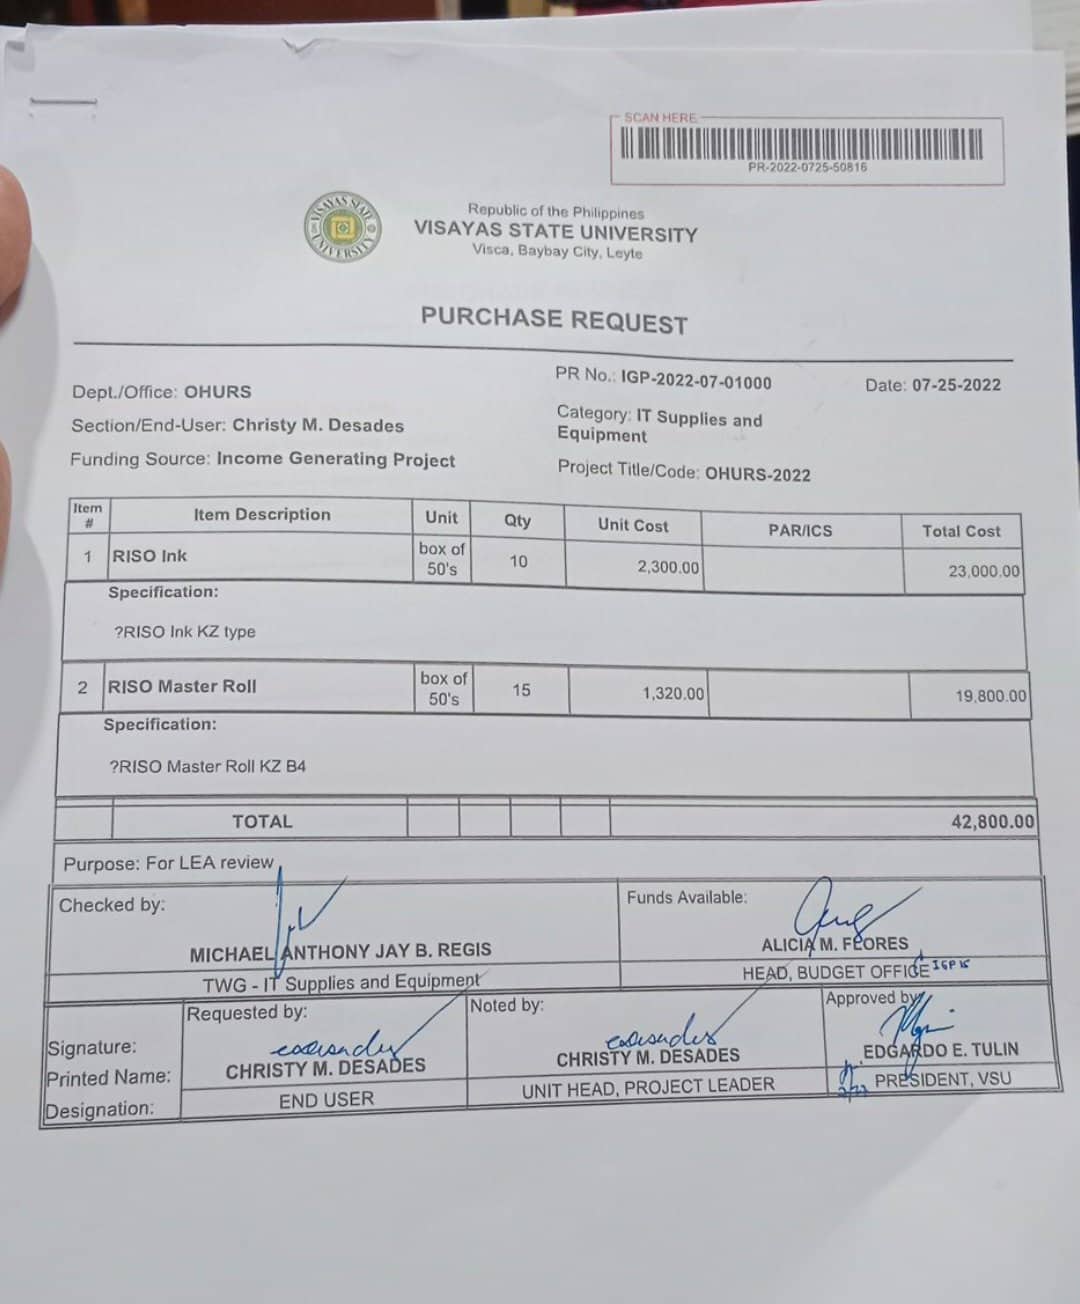 SCAN HERE
PR-2022-0725-50816
VISAYAS STATE UNIVERSITY
Republic of the Philippines
VISAYAS STATE UNIVERSITY
Visca, Baybay City, Leyte
PURCHASE REQUEST
Dept./Office: OHURS
PR No.: IGP-2022-07-01000
Date: 07-25-2022
Section/End-User: Christy M. Desades
Category: IT Supplies and
Equipment
Funding Source: Income Generating Project
Project Title/Code: OHURS-2022
Item # Item Description Unit Qty Unit Cost PAR/ICS Total Cost
1 RISO Ink box of 50's 10 2,300.00 23,000.00
Specification:
?RISO Ink KZ type
2 RISO Master Roll box of 50's 15 1,320.00 19,800.00
Specification:
?RISO Master Roll KZ B4
TOTAL 42,800.00
Purpose: For LEA review
Checked by:
Funds Available:
MICHAEL ANTHONY JAY B. REGIS
ALICIA M. FLORES
TWG - IT Supplies and Equipment
HEAD, BUDGET OFFICE
Requested by:
Noted by:
Approved by
Signature:
Printed Name: CHRISTY M. DESADES CHRISTY M. DESADES EDGARDO E. TULIN
Designation: END USER UNIT HEAD, PROJECT LEADER PRESIDENT, VSU